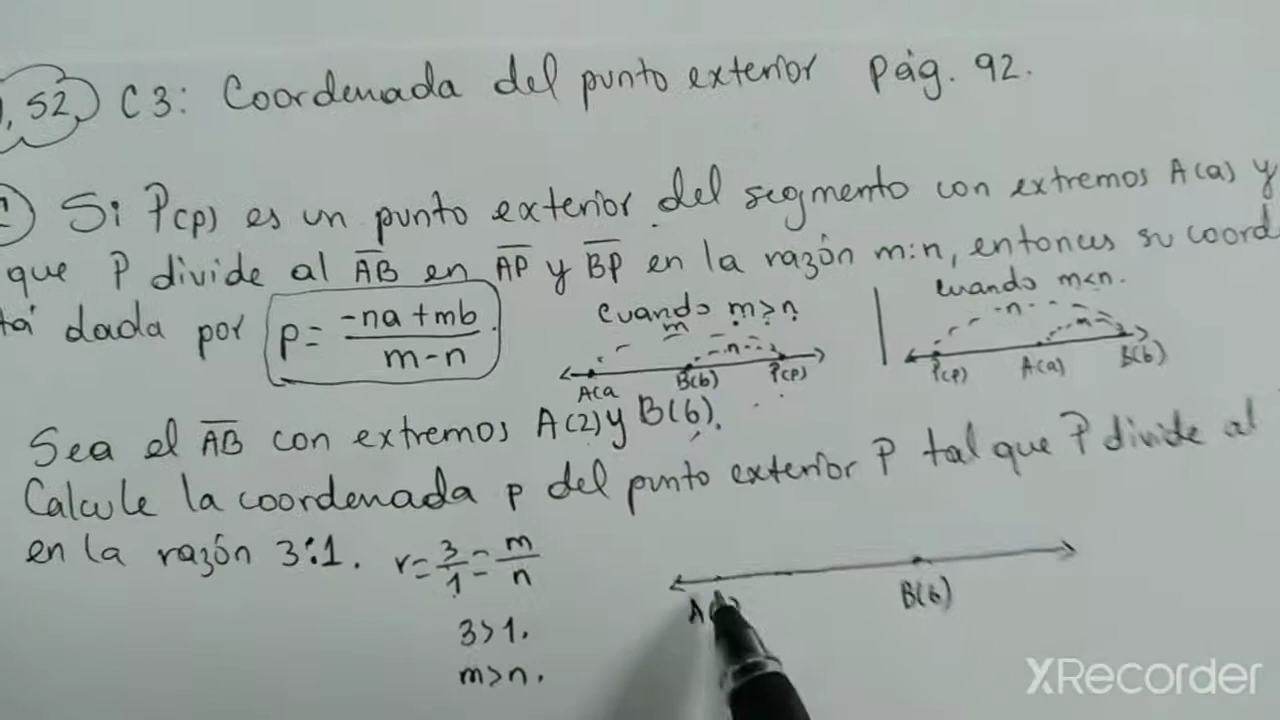 52, C3: Coordenada del punto exterior Pág. 92.
Si P(p) es un punto exterior del segmento con extremos A(a) y
que P divide al AB en AP y BP en la razón m:n, entonces su coord
tá dada por p = (-na + mb)/(m - n).
cuando m > n
m
n
A(a B(b) P(p)
cuando m<n.
n
m
P(p) A(a) B(b)
Sea el AB con extremos A(2) y B(6).
Calcule la coordenada p del punto exterior P tal que P divide al
en la razón 3:1. r = 3/1 = m/n
3>1.
m>n.
A( B(6)
XRecorder